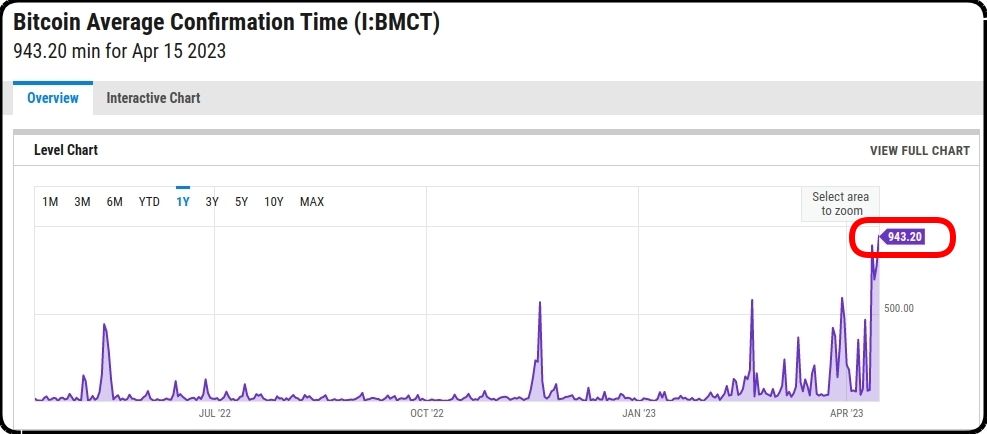 Bitcoin Average Confirmation Time (I:BMCT)
943.20 min for Apr 15 2023
Overview Interactive Chart
Level Chart VIEW FULL CHART
1M 3M 6M YTD 1Y 3Y 5Y 10Y MAX
Select area
to zoom
943.20
500.00
JUL '22 OCT '22 JAN '23 APR '23